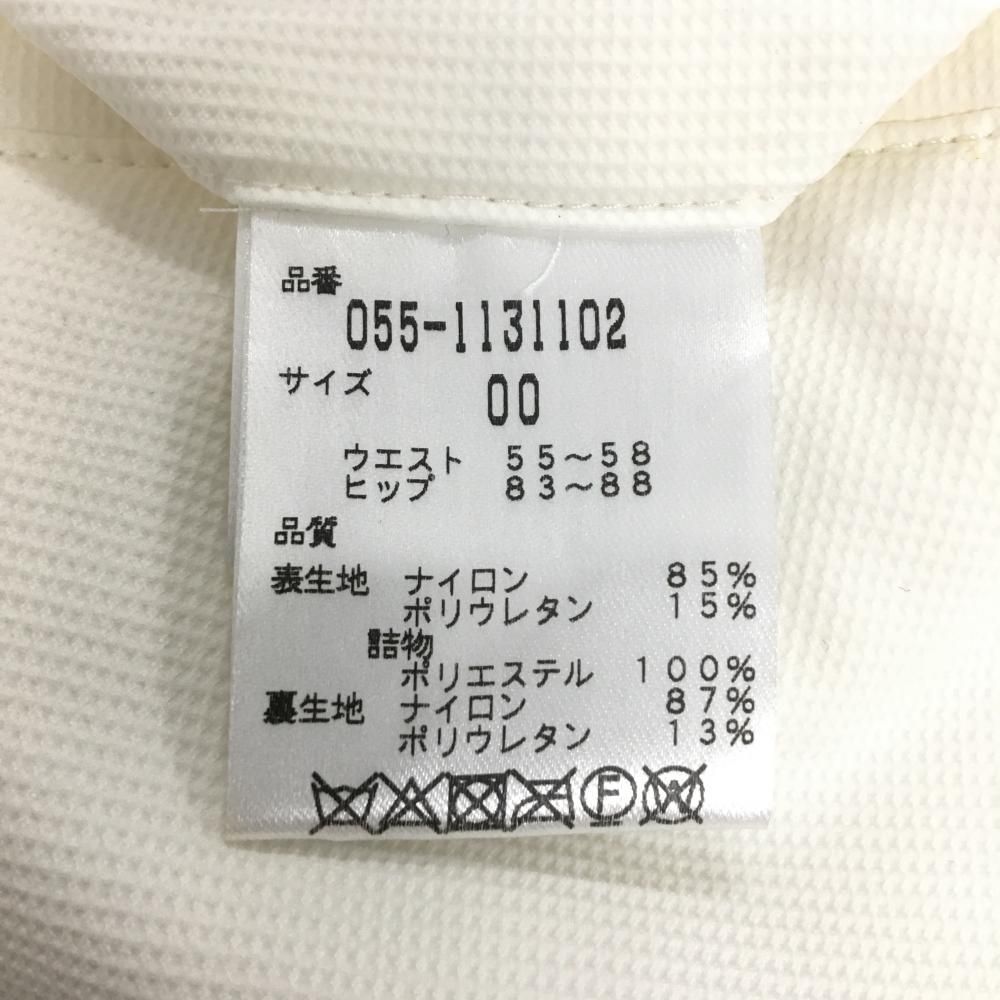 品番
055-1131102
サイズ 00
ウエスト 55～58
ヒップ 83～88
品質
表生地 ナイロン 85%
ポリウレタン 15%
詰物
ポリエステル 100%
裏生地 ナイロン 87%
ポリウレタン 13%
F W